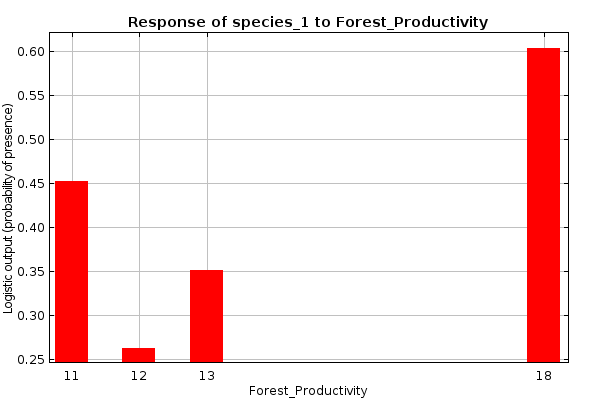 Response of species_1 to Forest_Productivity
Logistic output (probability of presence)
0.60
0.55
0.50
0.45
0.40
0.35
0.30
0.25
11 12 13 18
Forest_Productivity